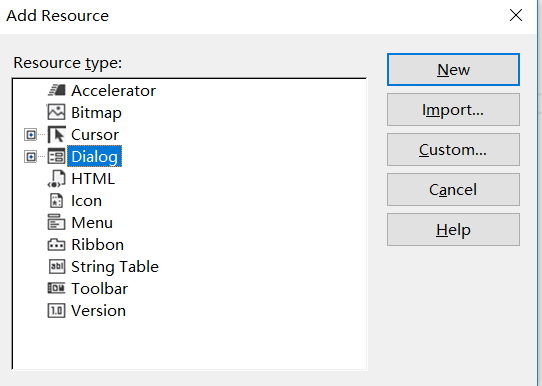 Add Resource
Resource type:
Accelerator
Bitmap
Cursor
Dialog
HTML
Icon
Menu
Ribbon
String Table
Toolbar
Version
New
Import...
Custom...
Cancel
Help